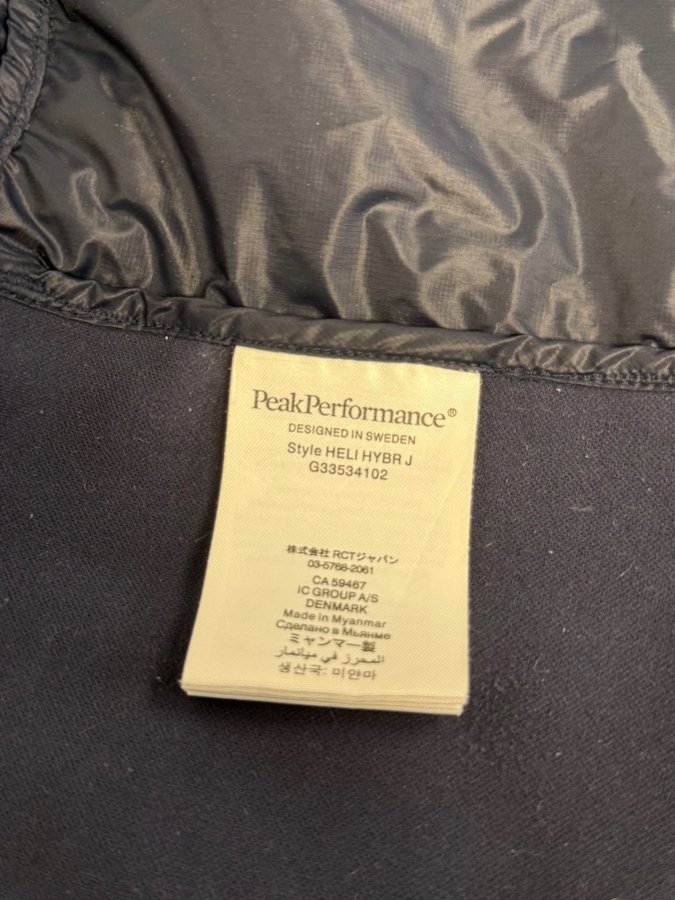 PeakPerformance®
DESIGNED IN SWEDEN
Style HELI HYBR J
G33534102
株式会社 RCTジャパン
03-5768-2061
CA 59467
IC GROUP A/S
DENMARK
Made in Myanmar
Сделано в Мьянме
ミャンマー製
المحرز في ميانمار
생산국: 미얀마